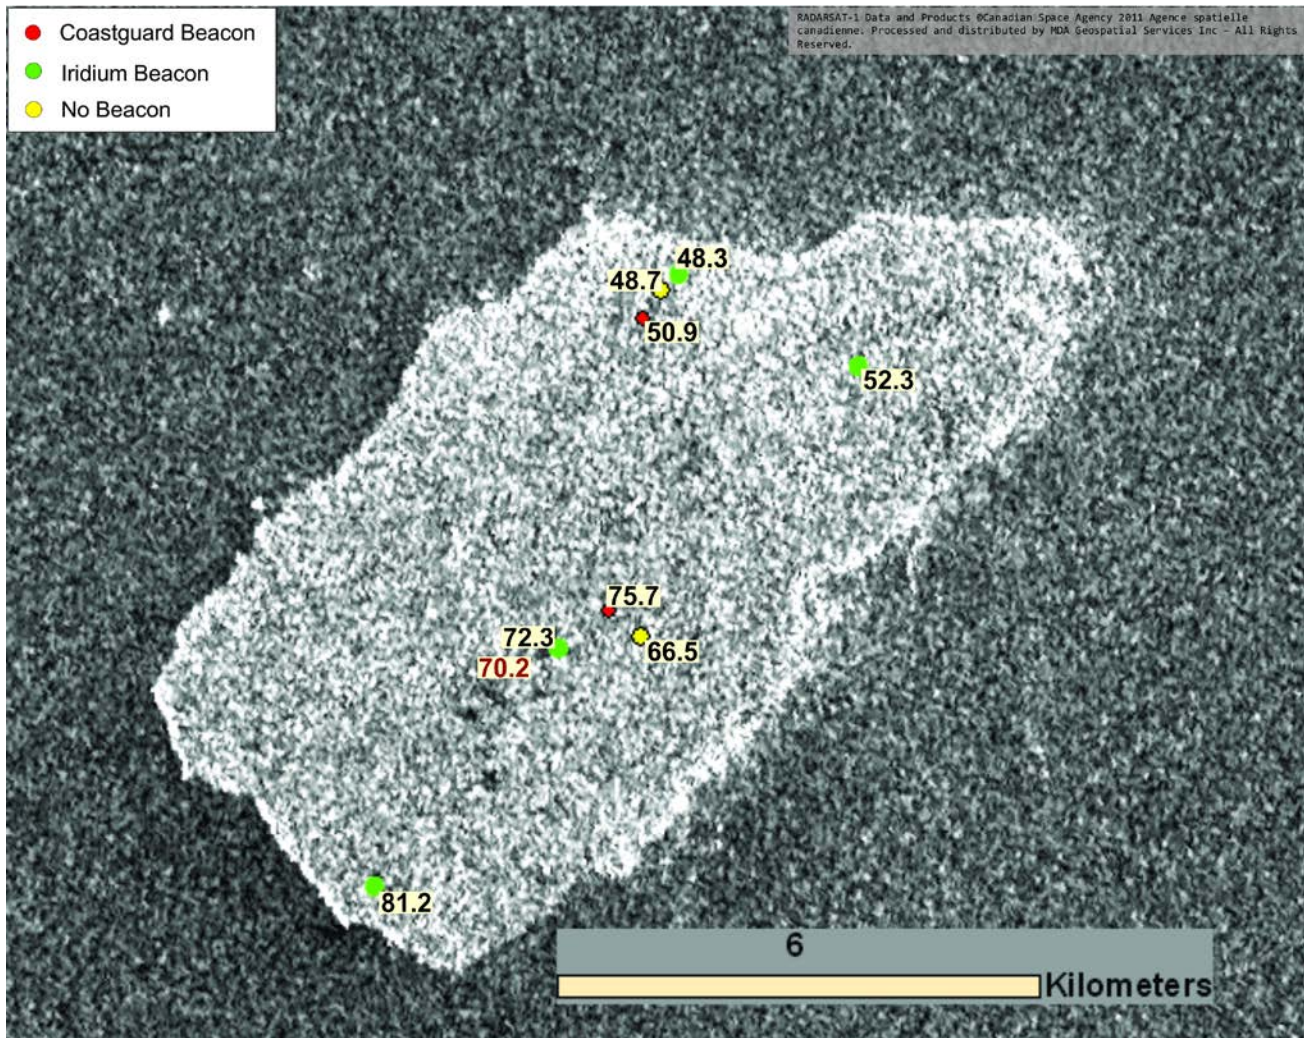 Coastguard Beacon
Iridium Beacon
No Beacon
RADARSAT-1 Data and Products ©Canadian Space Agency 2011 Agence spatielle
canadienne. Processed and distributed by MDA Geospatial Services Inc - All Rights
Reserved.
48.3
48.7
50.9
52.3
75.7
72.3
66.5
70.2
81.2
6
Kilometers